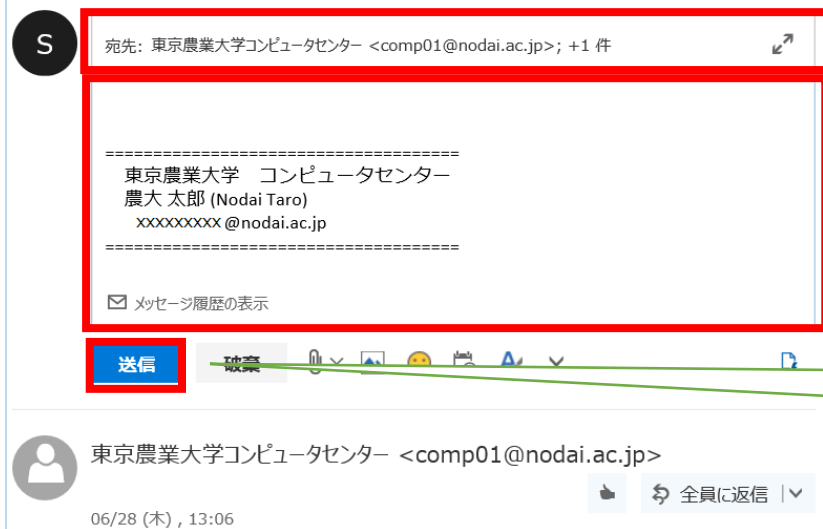 S
宛先: 東京農業大学コンピュータセンター <comp01@nodai.ac.jp>; +1 件
=====================================
東京農業大学　コンピュータセンター
農大 太郎 (Nodai Taro)
xxxxxxxxx @nodai.ac.jp
=====================================
メッセージ履歴の表示
送信 破棄
東京農業大学コンピュータセンター <comp01@nodai.ac.jp>
全員に返信
06/28 (木) , 13:06